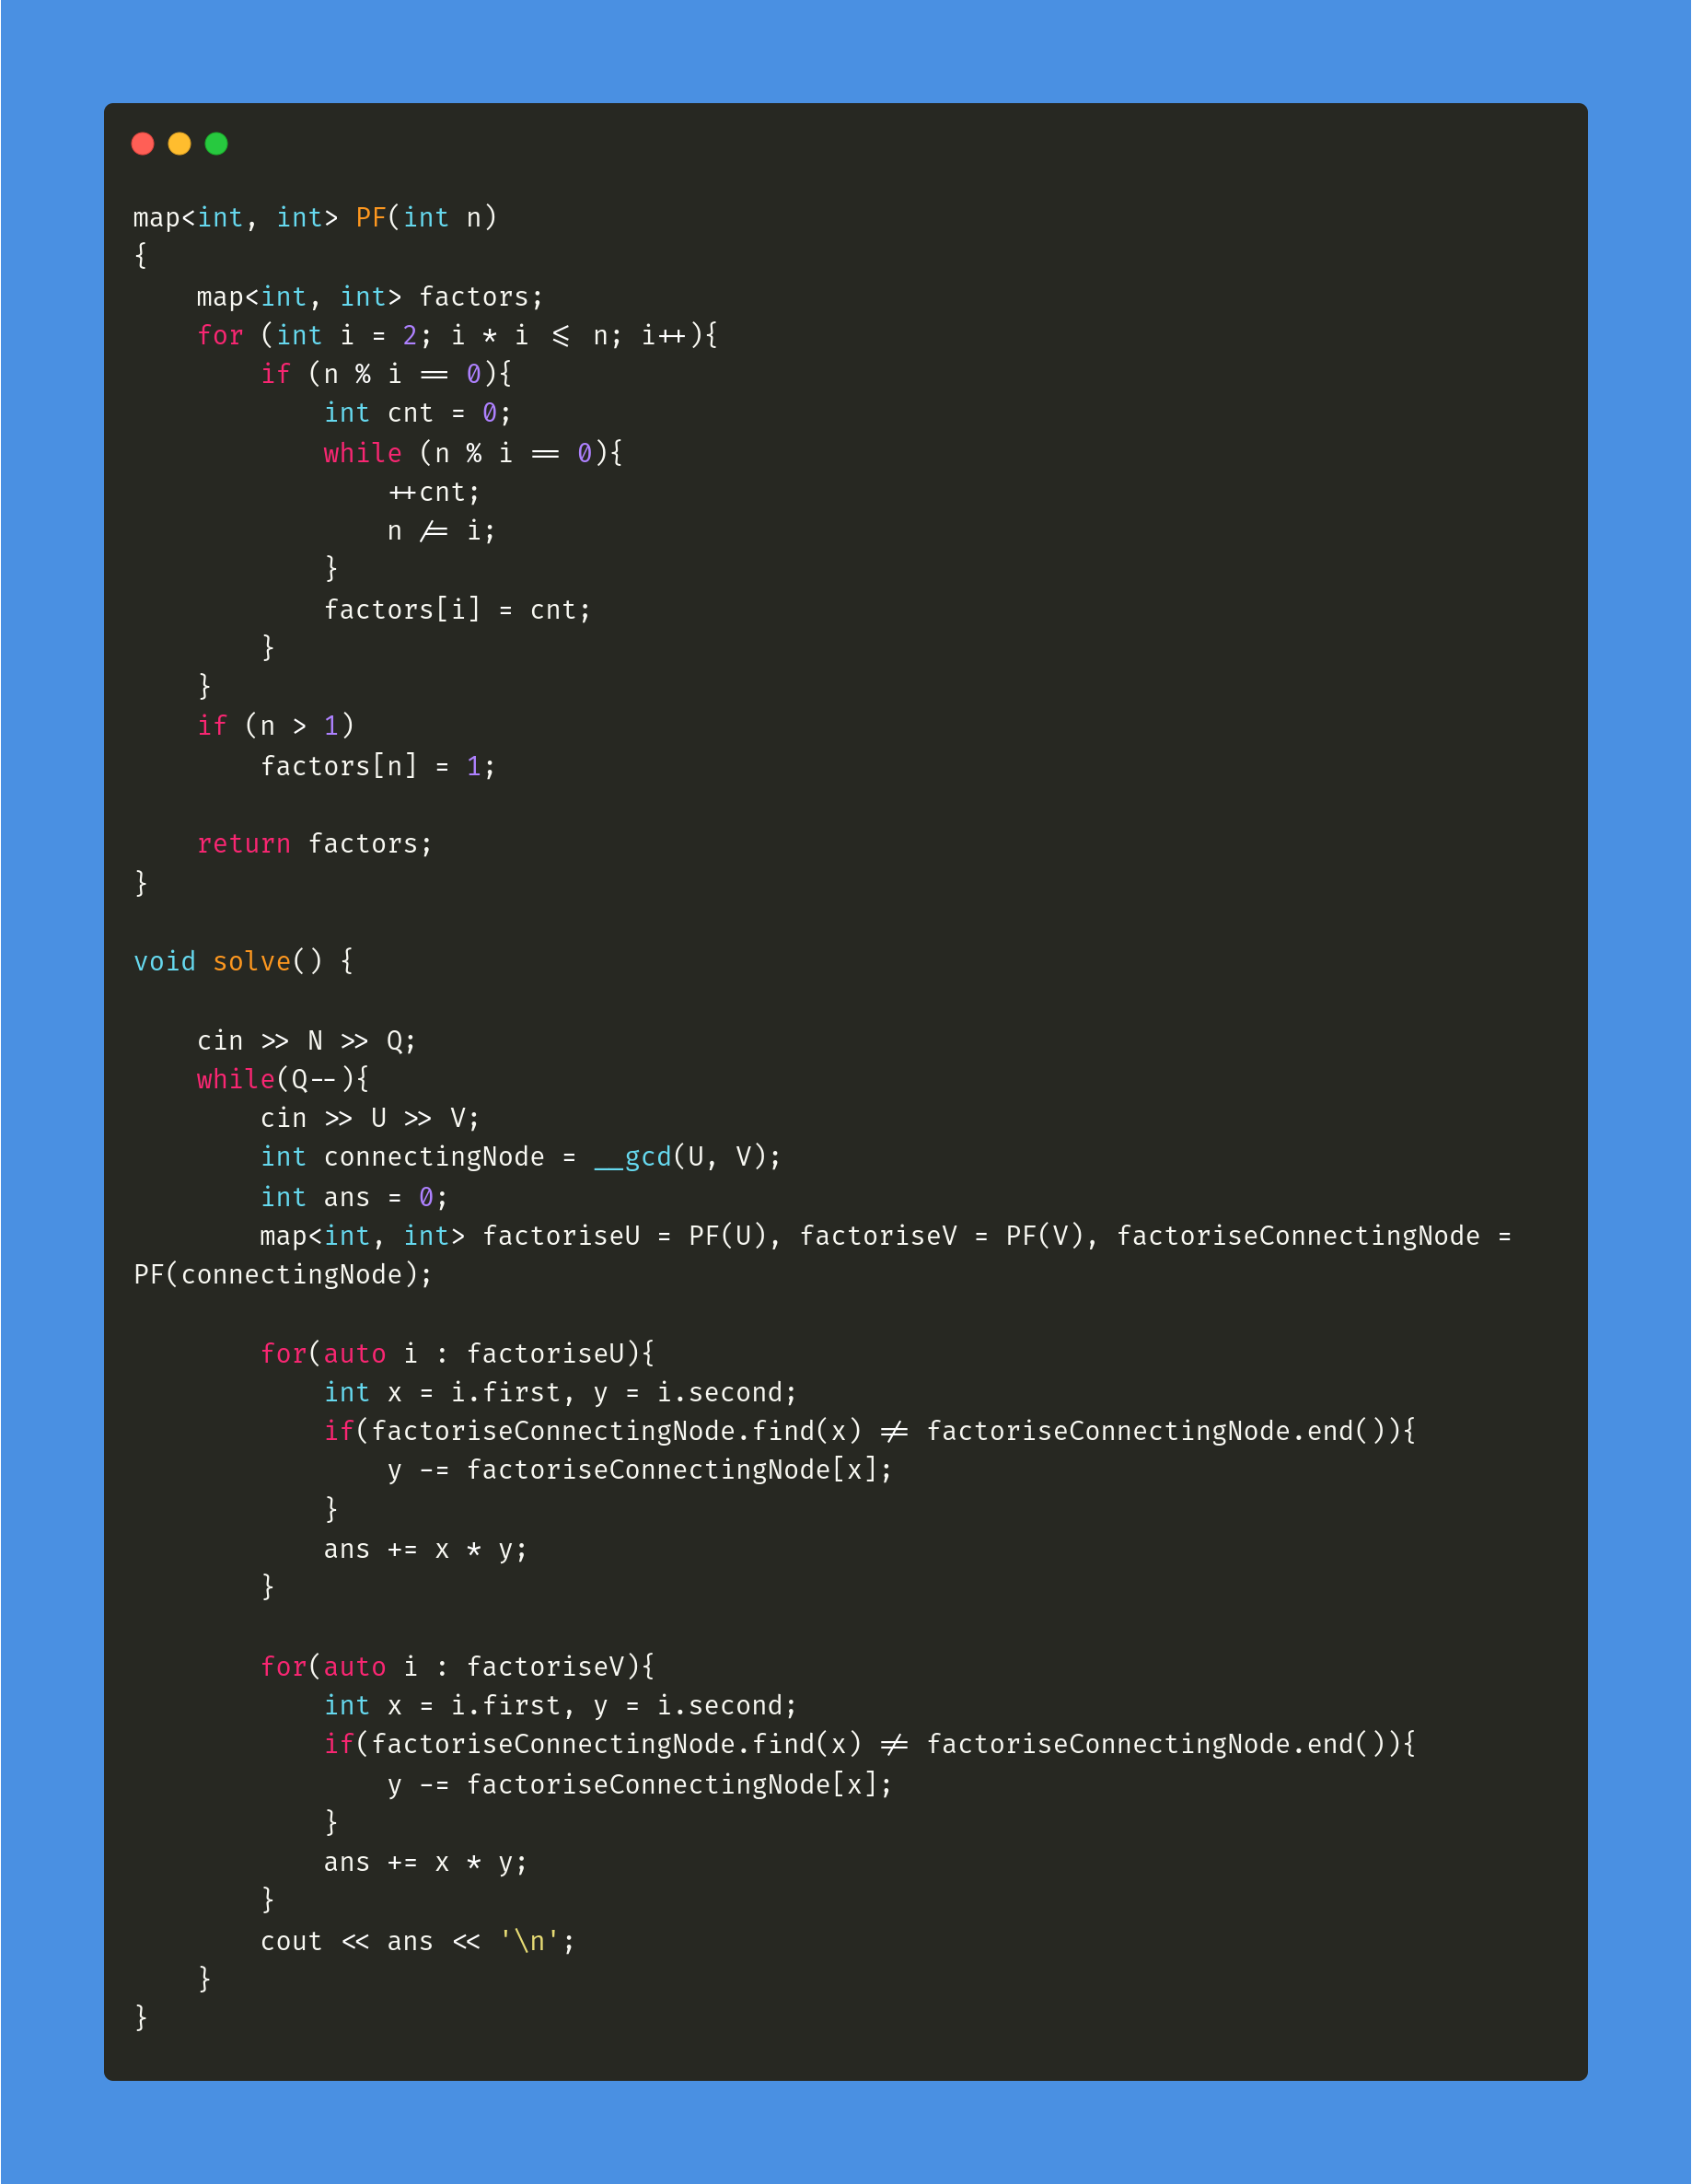 map<int, int> PF(int n)
{
    map<int, int> factors;
    for (int i = 2; i * i <= n; i++){
        if (n % i == 0){
            int cnt = 0;
            while (n % i == 0){
                ++cnt;
                n /= i;
            }
            factors[i] = cnt;
        }
    }
    if (n > 1)
        factors[n] = 1;

    return factors;
}

void solve() {

    cin >> N >> Q;
    while(Q--){
        cin >> U >> V;
        int connectingNode = __gcd(U, V);
        int ans = 0;
        map<int, int> factoriseU = PF(U), factoriseV = PF(V), factoriseConnectingNode =
PF(connectingNode);

        for(auto i : factoriseU){
            int x = i.first, y = i.second;
            if(factoriseConnectingNode.find(x) != factoriseConnectingNode.end()){
                y -= factoriseConnectingNode[x];
            }
            ans += x * y;
        }

        for(auto i : factoriseV){
            int x = i.first, y = i.second;
            if(factoriseConnectingNode.find(x) != factoriseConnectingNode.end()){
                y -= factoriseConnectingNode[x];
            }
            ans += x * y;
        }
        cout << ans << '\n';
    }
}